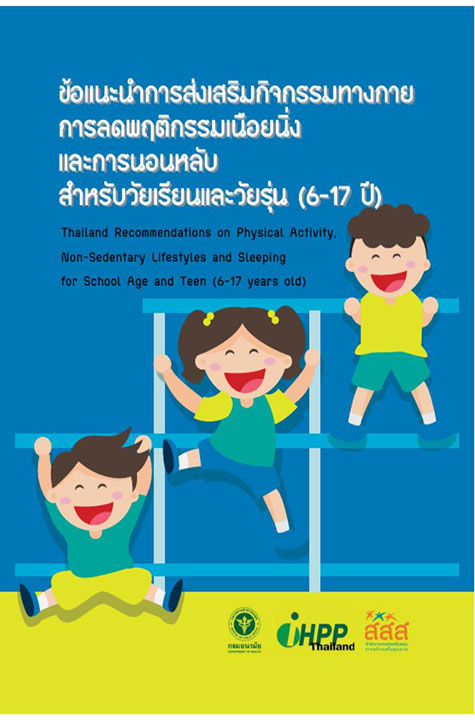 ข้อแนะนำการส่งเสริมกิจกรรมทางกาย
การลดพฤติกรรมเนือยนิ่ง
และการนอนหลับ
สำหรับวัยเรียนและวัยรุ่น (6-17 ปี)
Thailand Recommendations on Physical Activity,
Non-Sedentary Lifestyles and Sleeping
for School Age and Teen (6-17 years old)
กรมอนามัย
DEPARTMENT OF HEALTH
iHPP
Thailand
สสส